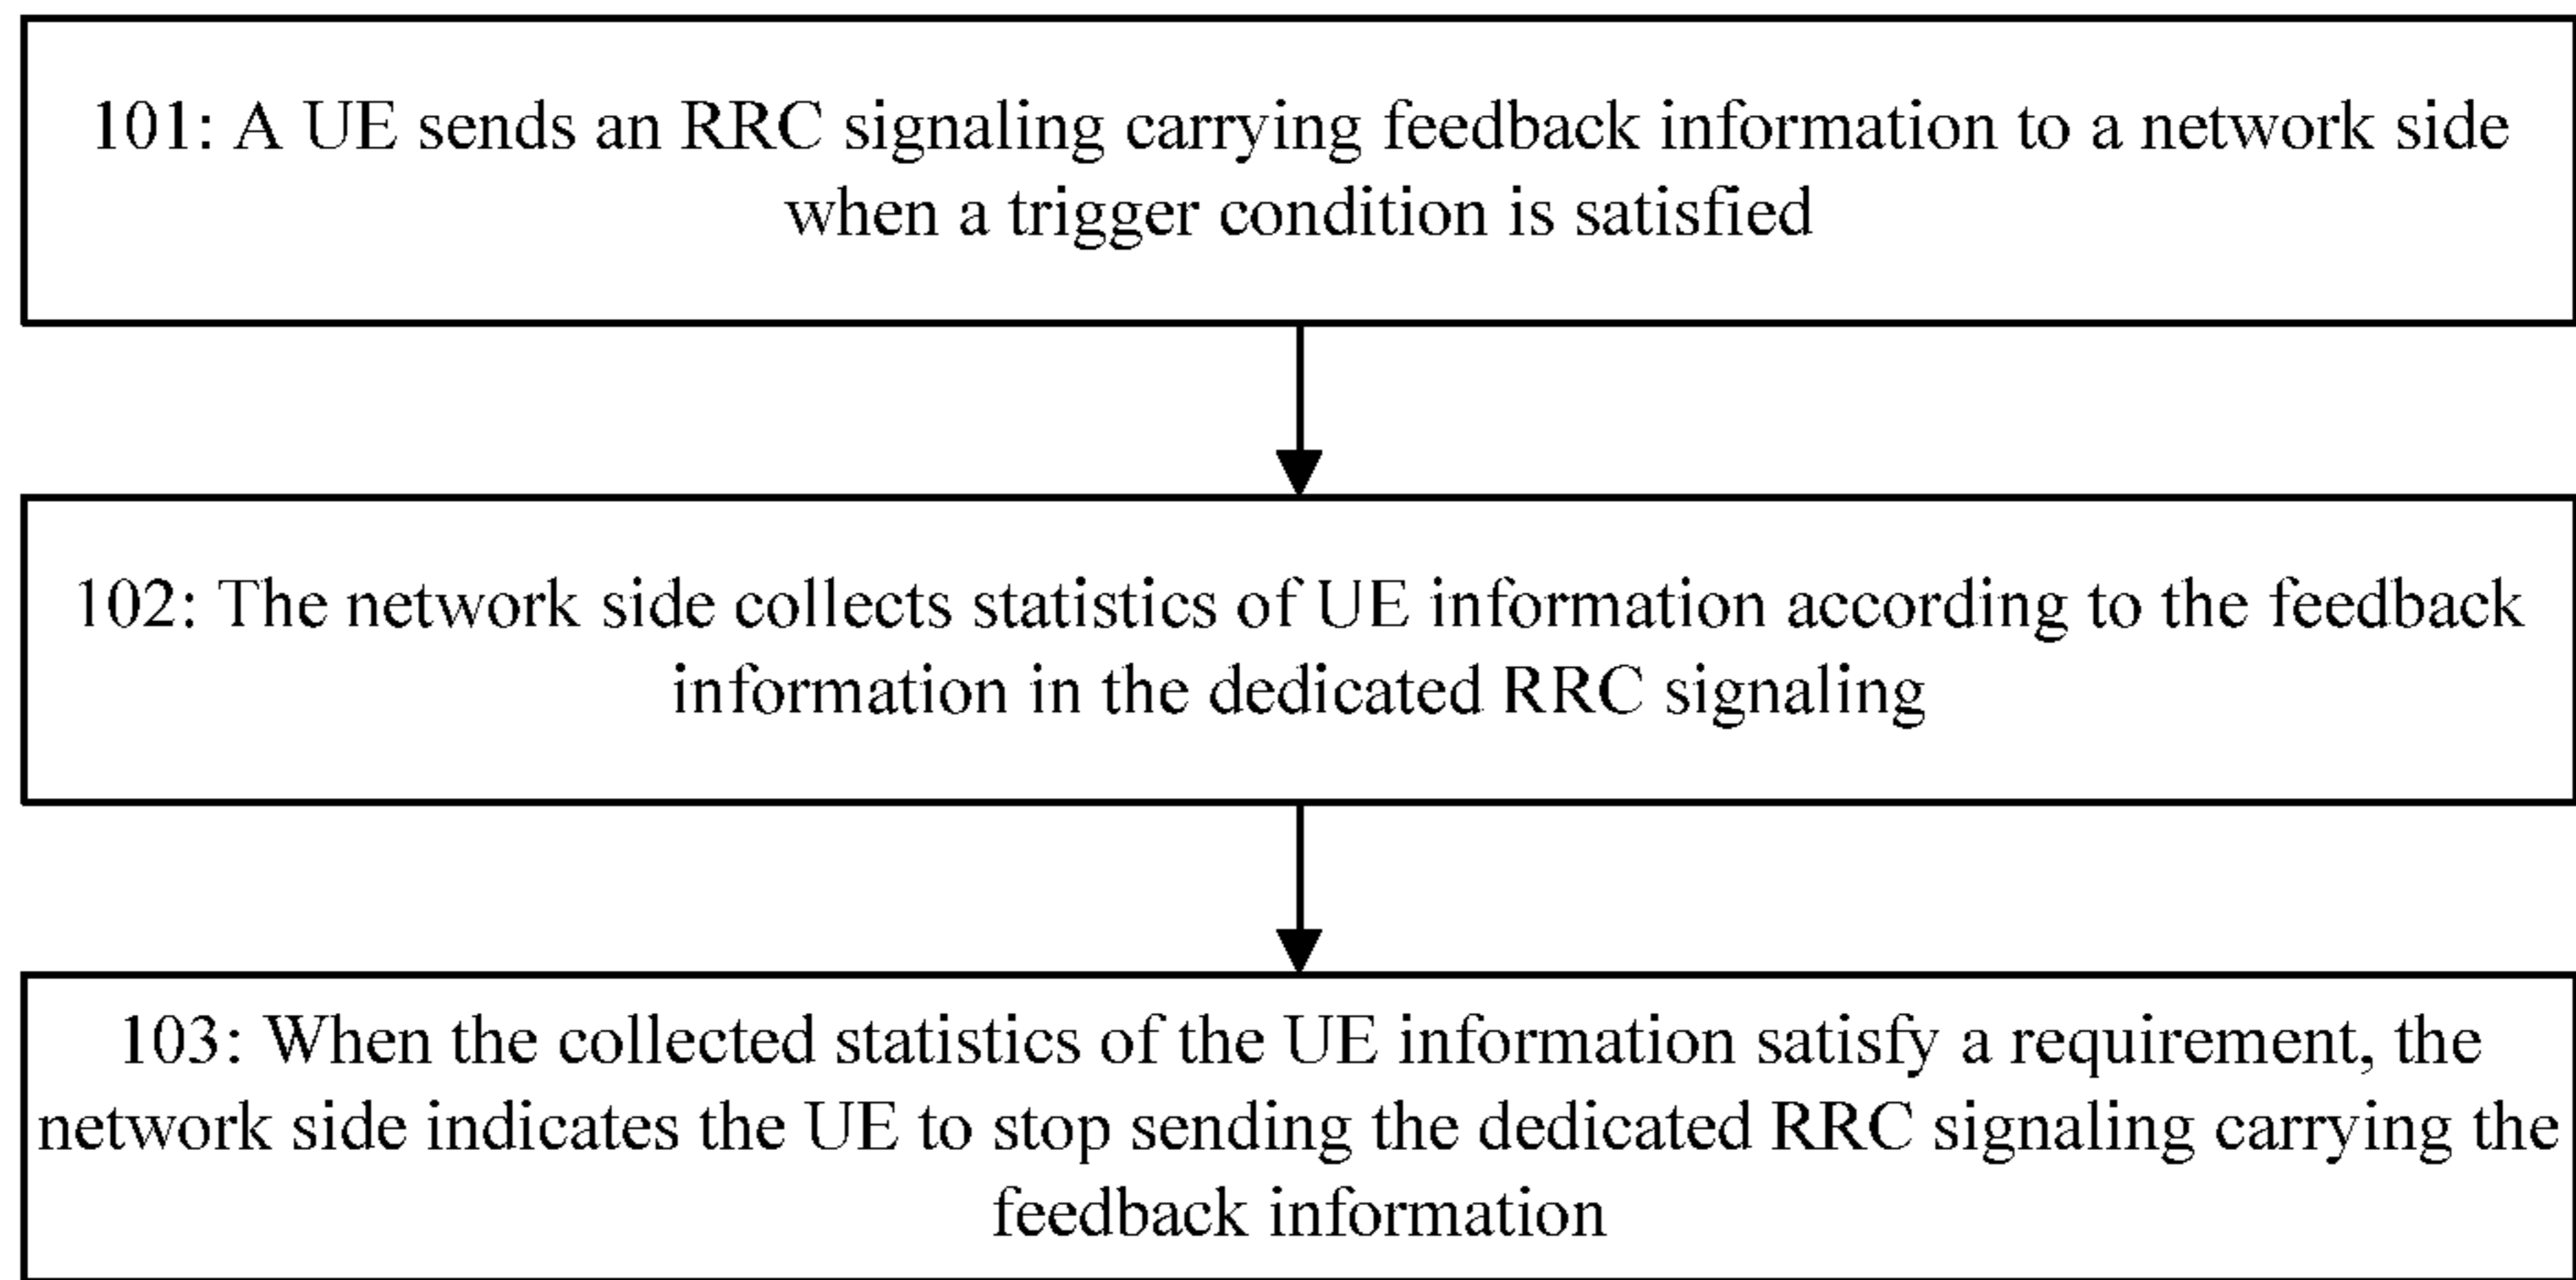 101: A UE sends an RRC signaling carrying feedback information to a network side
when a trigger condition is satisfied
102: The network side collects statistics of UE information according to the feedback
information in the dedicated RRC signaling
103: When the collected statistics of the UE information satisfy a requirement, the
network side indicates the UE to stop sending the dedicated RRC signaling carrying the
feedback information